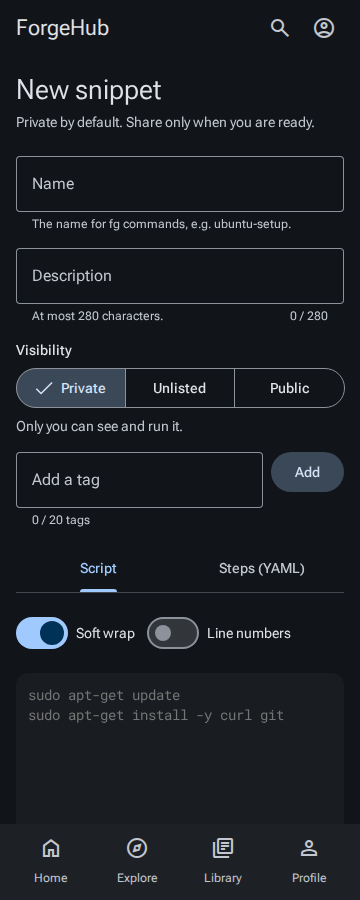 ForgeHub
New snippet
Private by default. Share only when you are ready.
Name
The name for fg commands, e.g. ubuntu-setup.
Description
At most 280 characters. 0 / 280
Visibility
Private Unlisted Public
Only you can see and run it.
Add a tag Add
0 / 20 tags
Script Steps (YAML)
Soft wrap Line numbers
sudo apt-get update
sudo apt-get install -y curl git
Home Explore Library Profile